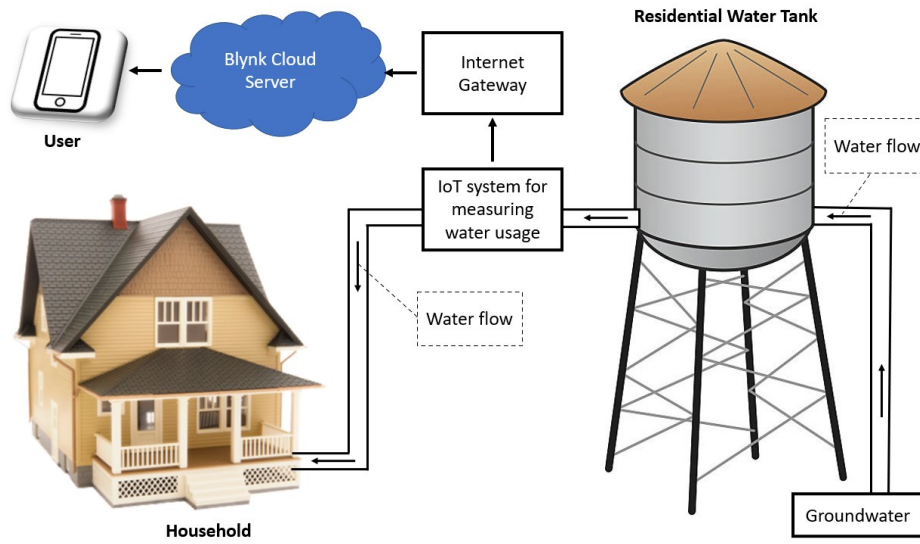 Residential Water Tank
Blynk Cloud
Server
Internet
Gateway
User
Water flow
IoT system for
measuring
water usage
Water flow
Household
Groundwater